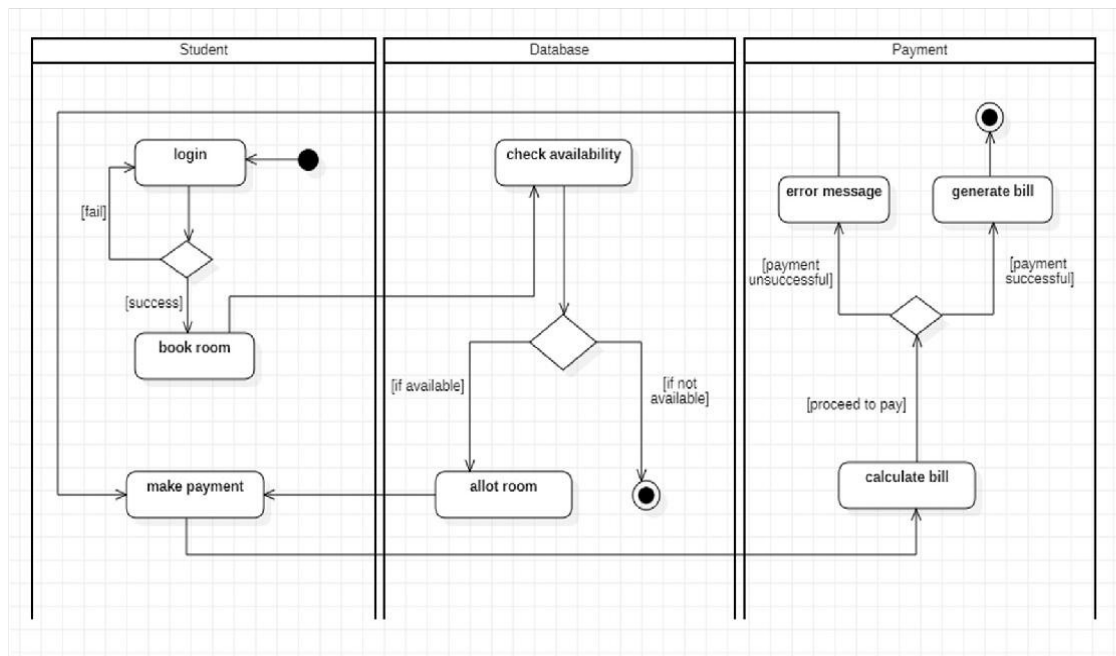 Student
Database
Payment
login
check availability
error message
generate bill
[fail]
[payment
unsuccessful]
[payment
successful]
[success]
book room
[if available]
[if not
available]
[proceed to pay]
make payment
allot room
calculate bill